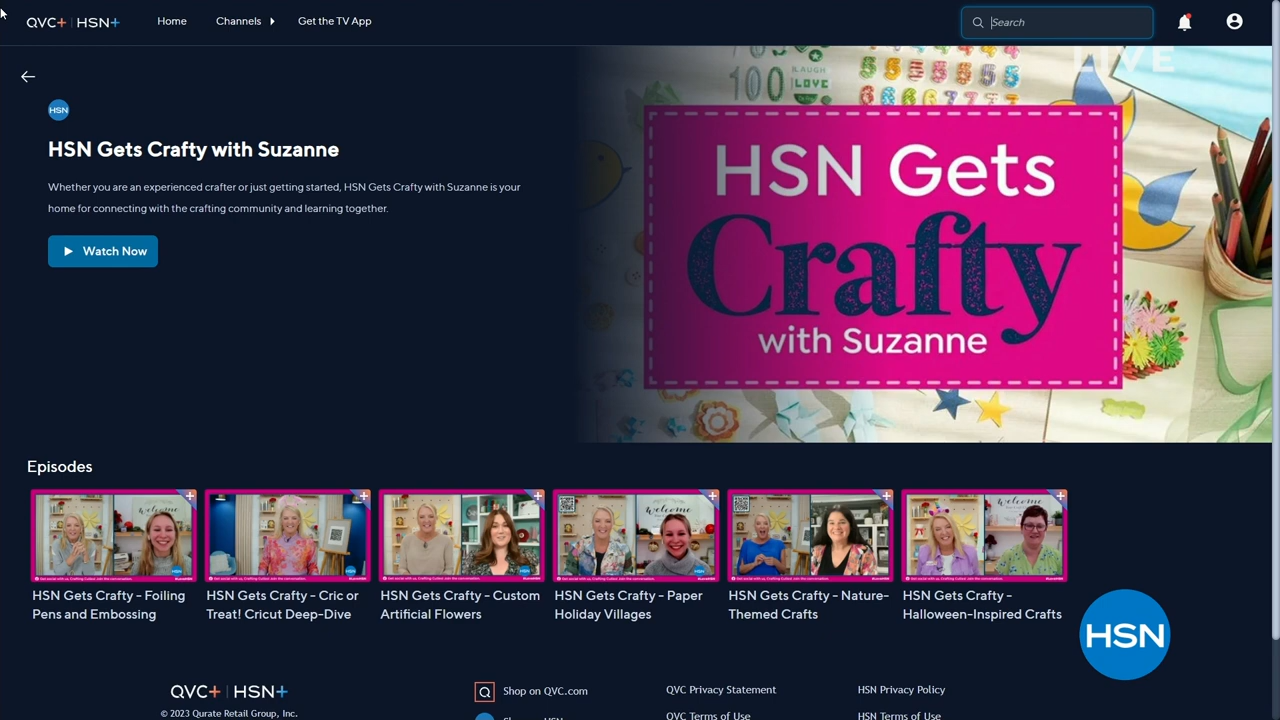 QVC+ | HSN+
Home
Channels
Get the TV App
Search
LIVE
HSN
HSN Gets Crafty with Suzanne
Whether you are an experienced crafter or just getting started, HSN Gets Crafty with Suzanne is your
home for connecting with the crafting community and learning together.
Watch Now
100
LAUGH
LOVE
HSN Gets
Crafty
with Suzanne
Episodes
HSN Gets Crafty - Foiling
Pens and Embossing
HSN Gets Crafty - Cric or
Treat! Cricut Deep-Dive
HSN Gets Crafty - Custom
Artificial Flowers
HSN Gets Crafty - Paper
Holiday Villages
HSN Gets Crafty - Nature-
Themed Crafts
HSN Gets Crafty -
Halloween-Inspired Crafts
HSN
QVC+ | HSN+
© 2023 Qurate Retail Group, Inc.
Shop on QVC.com
QVC Privacy Statement
QVC Terms of Use
HSN Privacy Policy
HSN Terms of Use